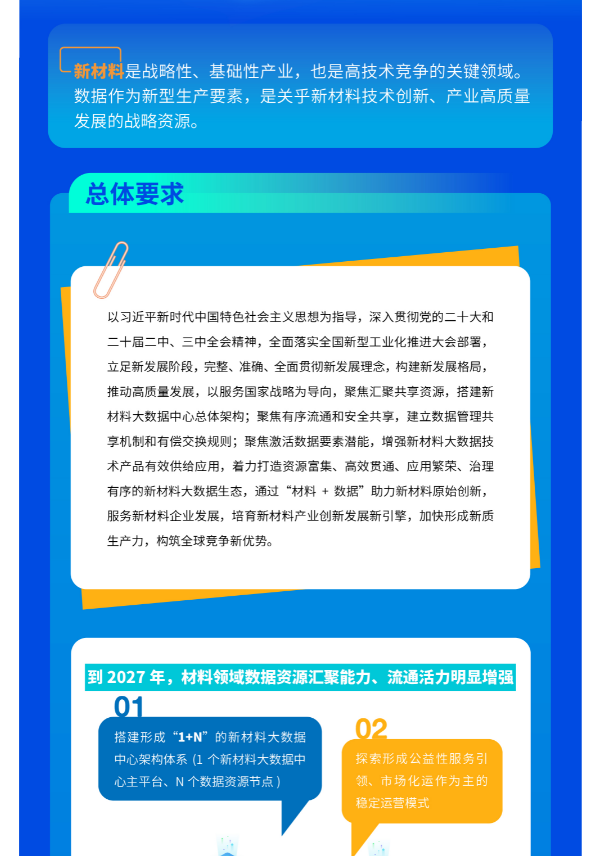 新材料是战略性、基础性产业，也是高技术竞争的关键领域。
数据作为新型生产要素，是关乎新材料技术创新、产业高质量
发展的战略资源。
总体要求
以习近平新时代中国特色社会主义思想为指导，深入贯彻党的二十大和
二十届二中、三中全会精神，全面落实全国新型工业化推进大会部署，
立足新发展阶段，完整、准确、全面贯彻新发展理念，构建新发展格局，
推动高质量发展，以服务国家战略为导向，聚焦汇聚共享资源，搭建新
材料大数据中心总体架构；聚焦有序流通和安全共享，建立数据管理共
享机制和有偿交换规则；聚焦激活数据要素潜能，增强新材料大数据技
术产品有效供给应用，着力打造资源富集、高效贯通、应用繁荣、治理
有序的新材料大数据生态，通过“材料 + 数据”助力新材料原始创新，
服务新材料企业发展，培育新材料产业创新发展新引擎，加快形成新质
生产力，构筑全球竞争新优势。
到 2027 年，材料领域数据资源汇聚能力、流通活力明显增强
01
搭建形成“1+N”的新材料大数据
中心架构体系 (1 个新材料大数据中
心主平台、N 个数据资源节点 )
02
探索形成公益性服务引
领、市场化运作为主的
稳定运营模式